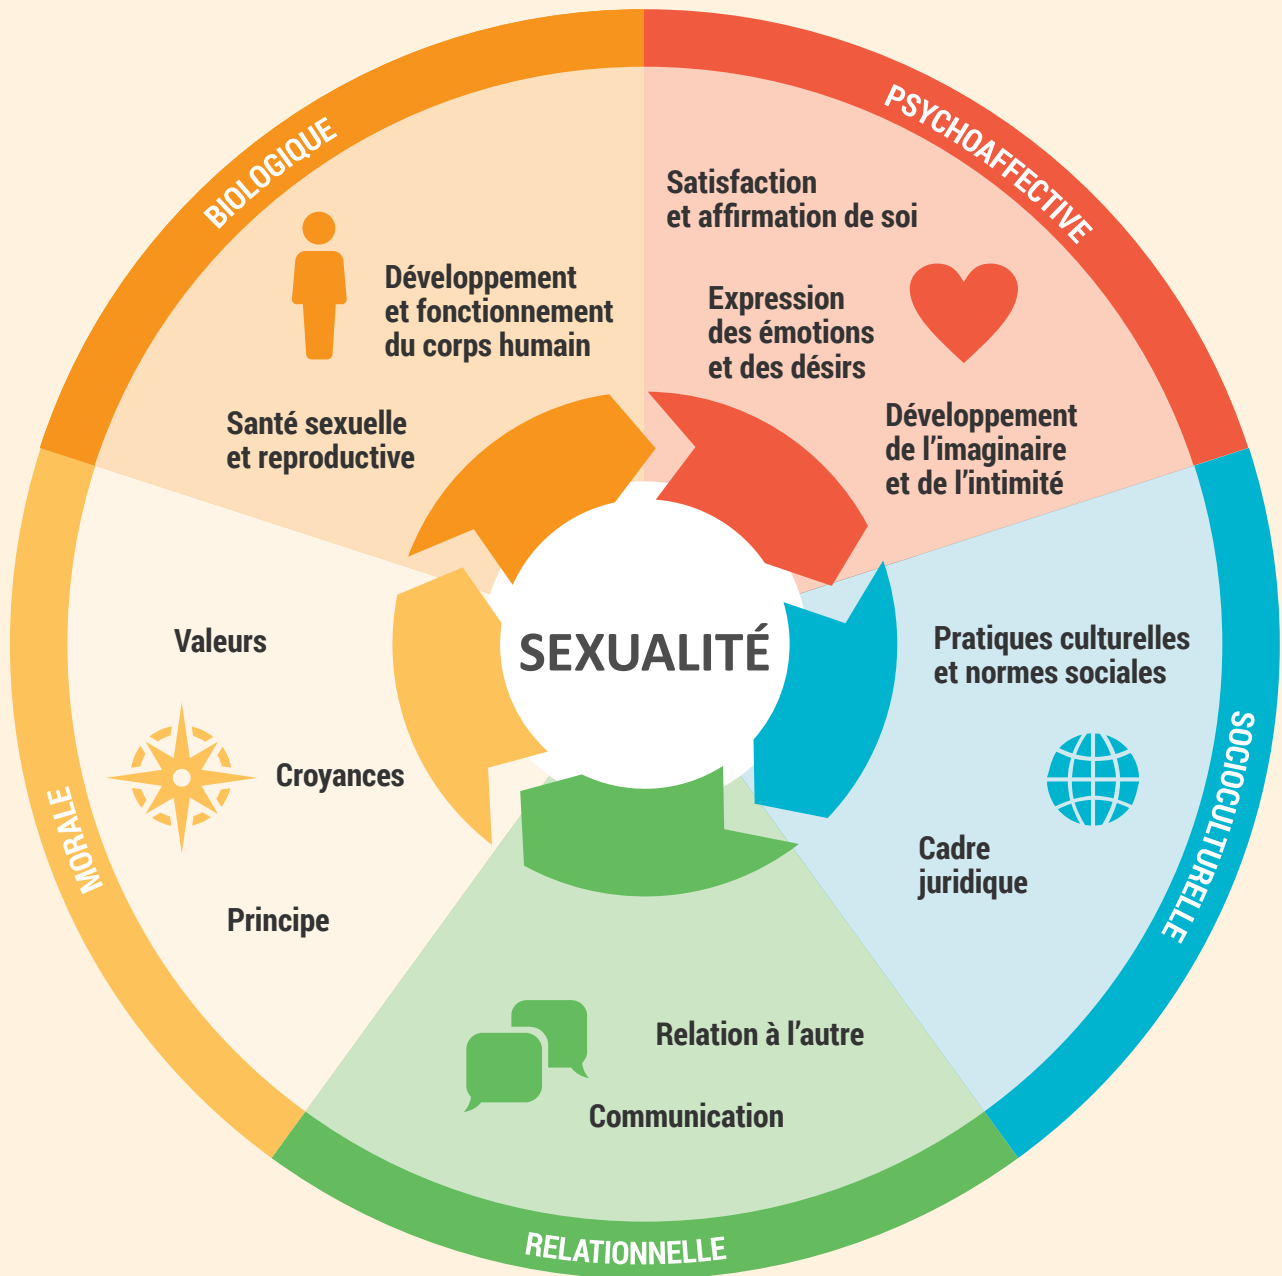 BIOLOGIQUE
Développement
et fonctionnement
du corps humain
Santé sexuelle
et reproductive
PSYCHOAFFECTIVE
Satisfaction
et affirmation de soi
Expression
des émotions
et des désirs
Développement
de l’imaginaire
et de l’intimité
SEXUALITÉ
SOCIOCULTURELLE
Pratiques culturelles
et normes sociales
Cadre
juridique
RELATIONNELLE
Relation à l’autre
Communication
MORALE
Valeurs
Croyances
Principe